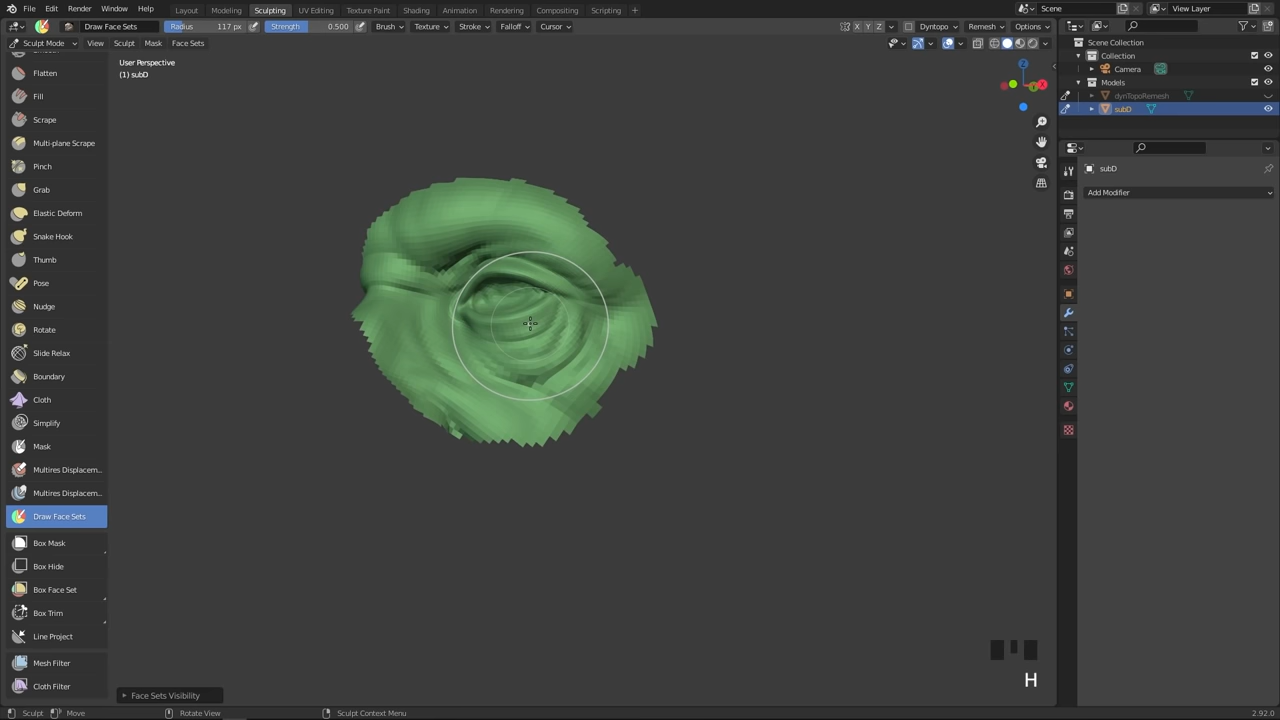 File Edit Render Window Help Layout Modeling Sculpting UV Editing Texture Paint Shading Animation Rendering Compositing Scripting + Scene View Layer
Draw Face Sets Radius 117 px Strength 0.500 Brush Texture Stroke Falloff Cursor X Y Z Dyntopo Remesh Options
Sculpt Mode View Sculpt Mask Face Sets
Scene Collection
Collection
Camera
Models
dynTopoRemesh
subD
User Perspective
(1) subD
Z
X
Flatten
Fill
Scrape
Multi-plane Scrape
Pinch
Grab
Elastic Deform
Snake Hook
Thumb
Pose
Nudge
Rotate
Slide Relax
Boundary
Cloth
Simplify
Mask
Multires Displacem...
Multires Displacem...
Draw Face Sets
Box Mask
Box Hide
Box Face Set
Box Trim
Line Project
Mesh Filter
Cloth Filter
subD
Add Modifier
H
Face Sets Visibility
Sculpt Move Rotate View Sculpt Context Menu 2.92.0